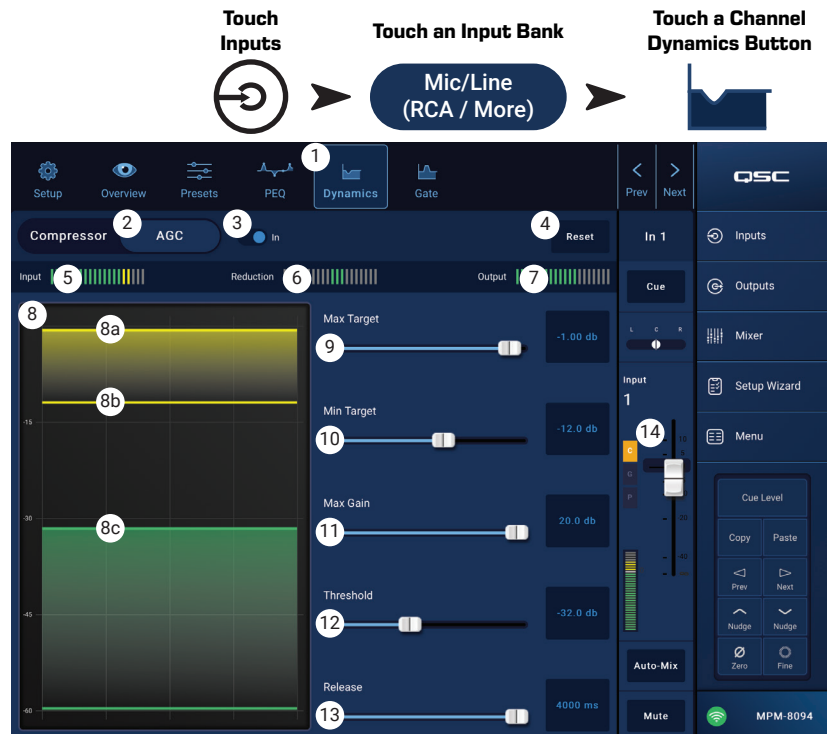 Touch
Inputs
Touch an Input Bank
Touch a Channel
Dynamics Button
Mic/Line
(RCA / More)
1
Setup
Overview
Presets
PEQ
Dynamics
Gate
Prev
Next
QSC
2
3
4
Compressor
AGC
In
Reset
In 1
Inputs
Input
5
Reduction
6
Output
7
Cue
Outputs
8
8a
8b
8c
-15
-30
-45
-60
Max Target
9
-1.00 db
Min Target
10
-12.0 db
Max Gain
11
20.0 db
Threshold
12
-32.0 db
Release
13
4000 ms
L C R
Input
1
14
10
5
C
G
P
-20
-40
Auto-Mix
Mute
Mixer
Setup Wizard
Menu
Cue Level
Copy
Paste
Prev
Next
Nudge
Nudge
Zero
Fine
MPM-8094